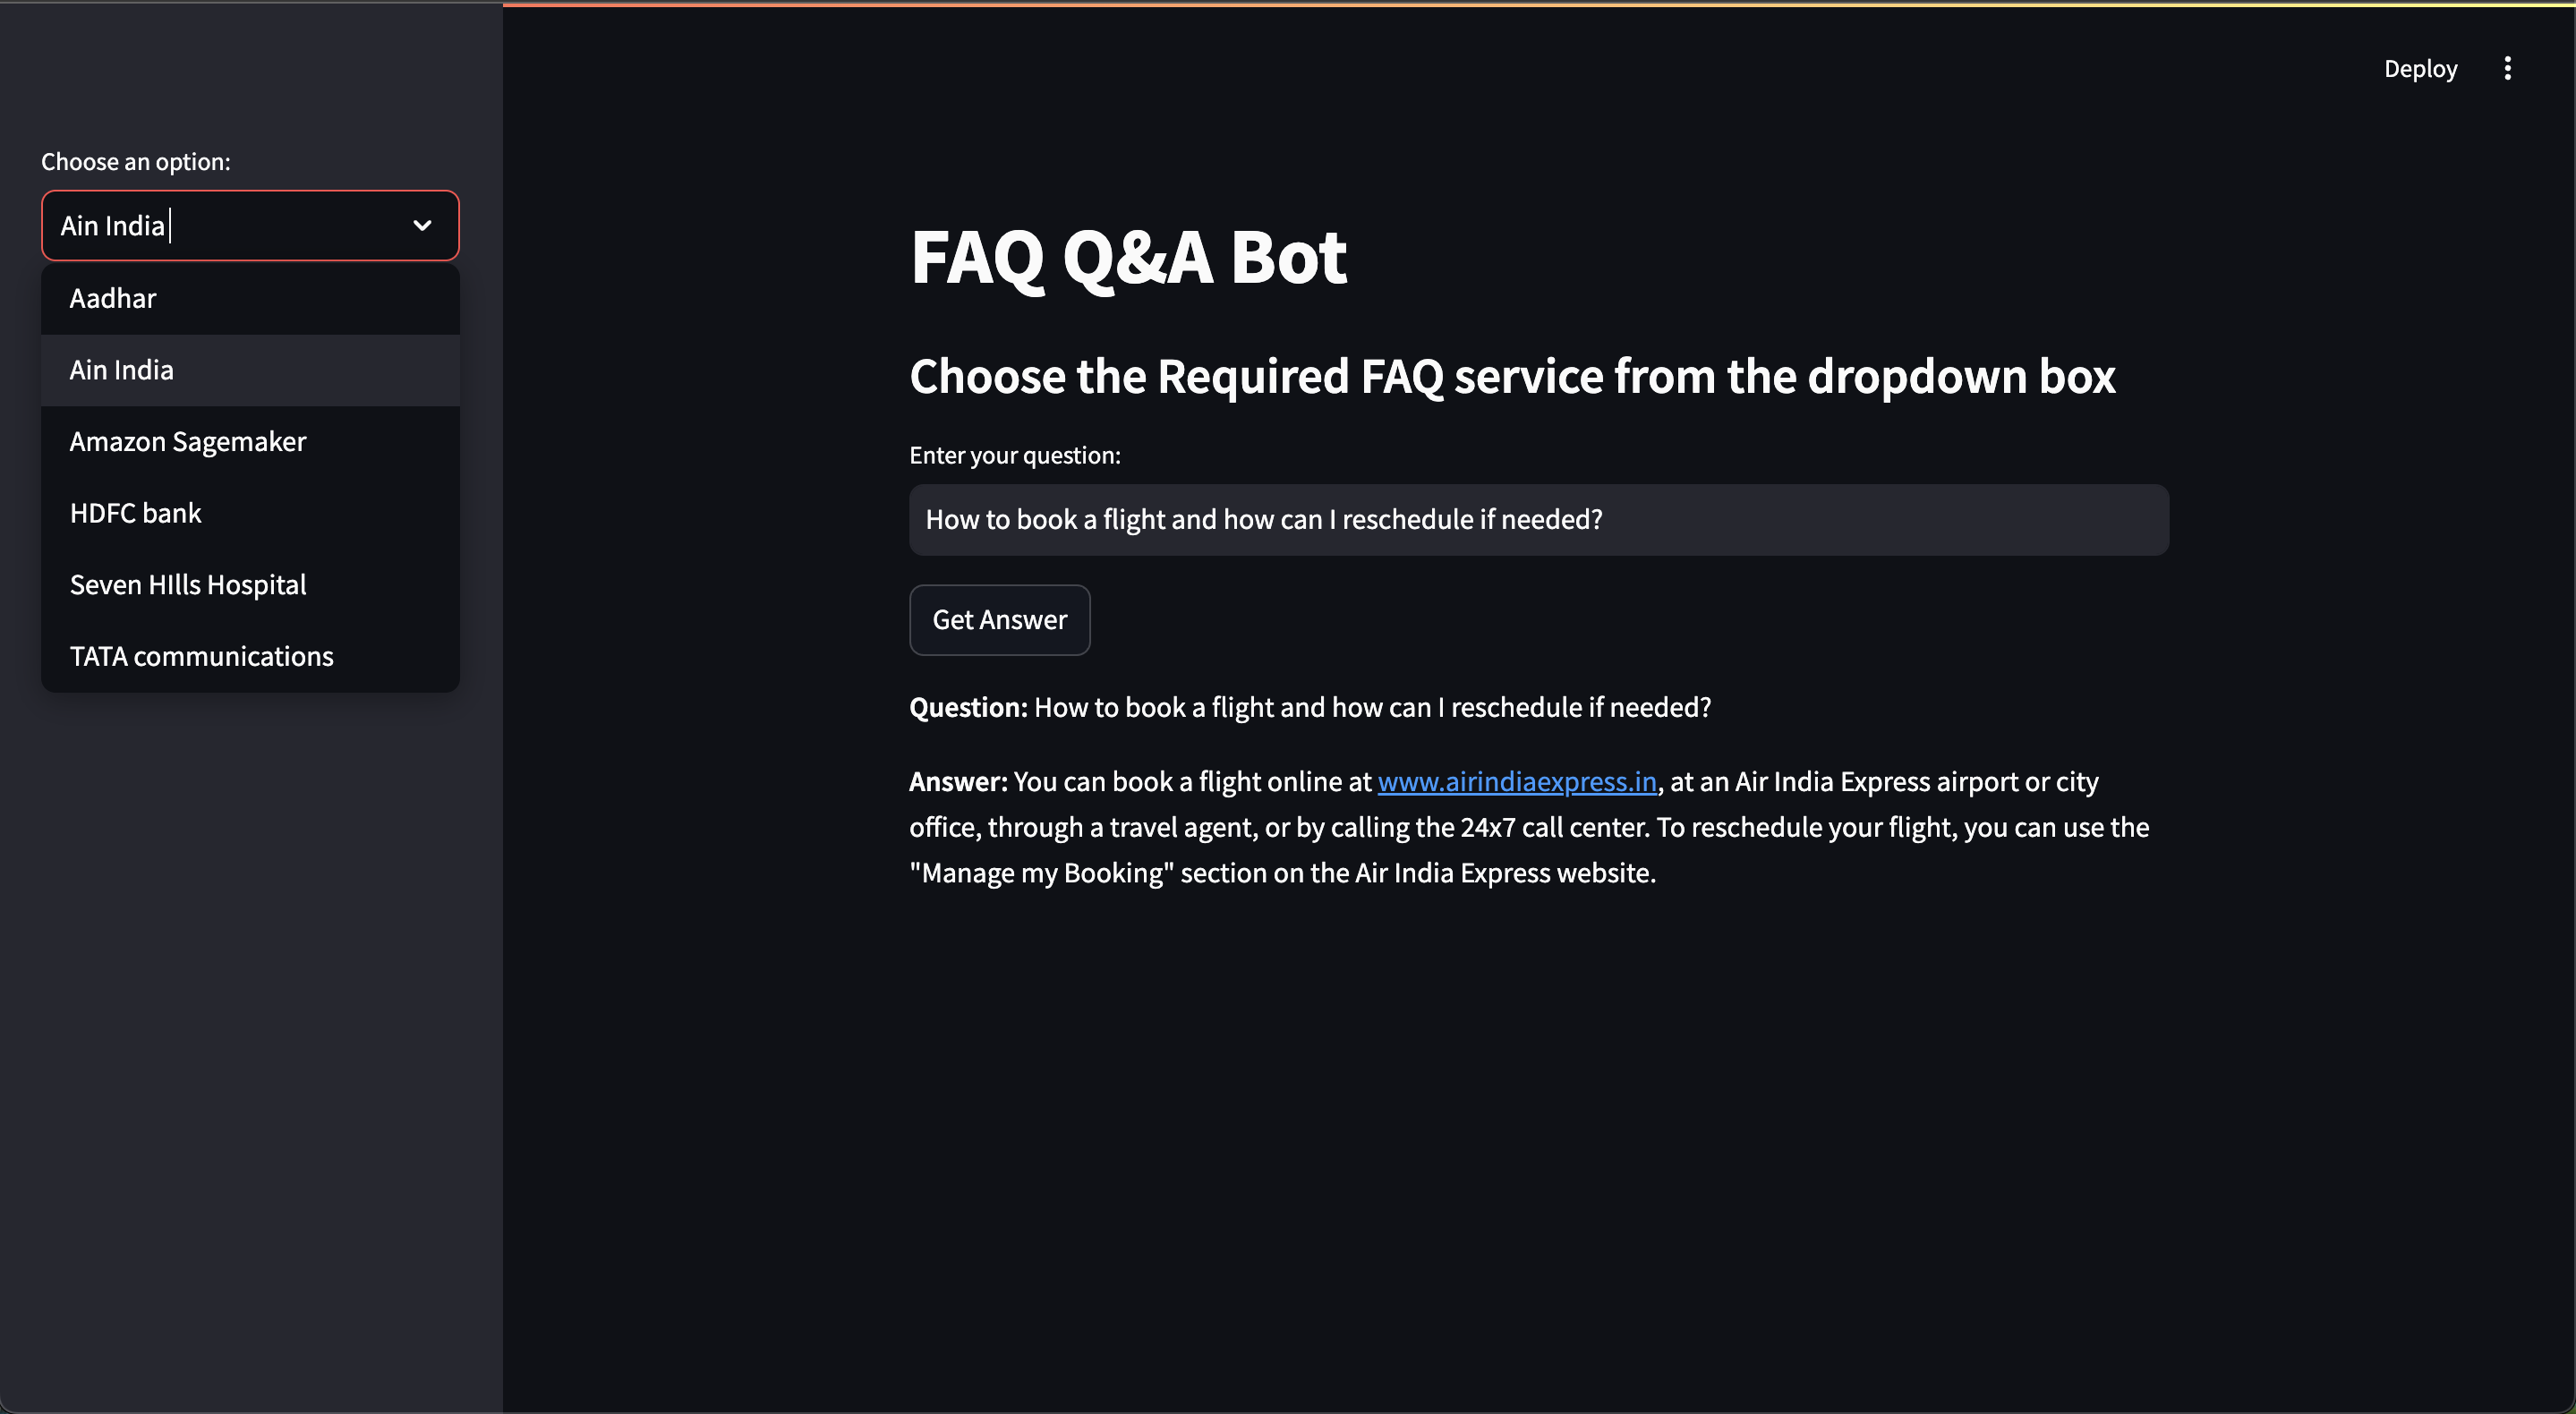 Deploy
Choose an option:
Ain India
Aadhar
Ain India
Amazon Sagemaker
HDFC bank
Seven HIlls Hospital
TATA communications
FAQ Q&A Bot
Choose the Required FAQ service from the dropdown box
Enter your question:
How to book a flight and how can I reschedule if needed?
Get Answer
Question: How to book a flight and how can I reschedule if needed?
Answer: You can book a flight online at www.airindiaexpress.in, at an Air India Express airport or city
office, through a travel agent, or by calling the 24x7 call center. To reschedule your flight, you can use the
"Manage my Booking" section on the Air India Express website.